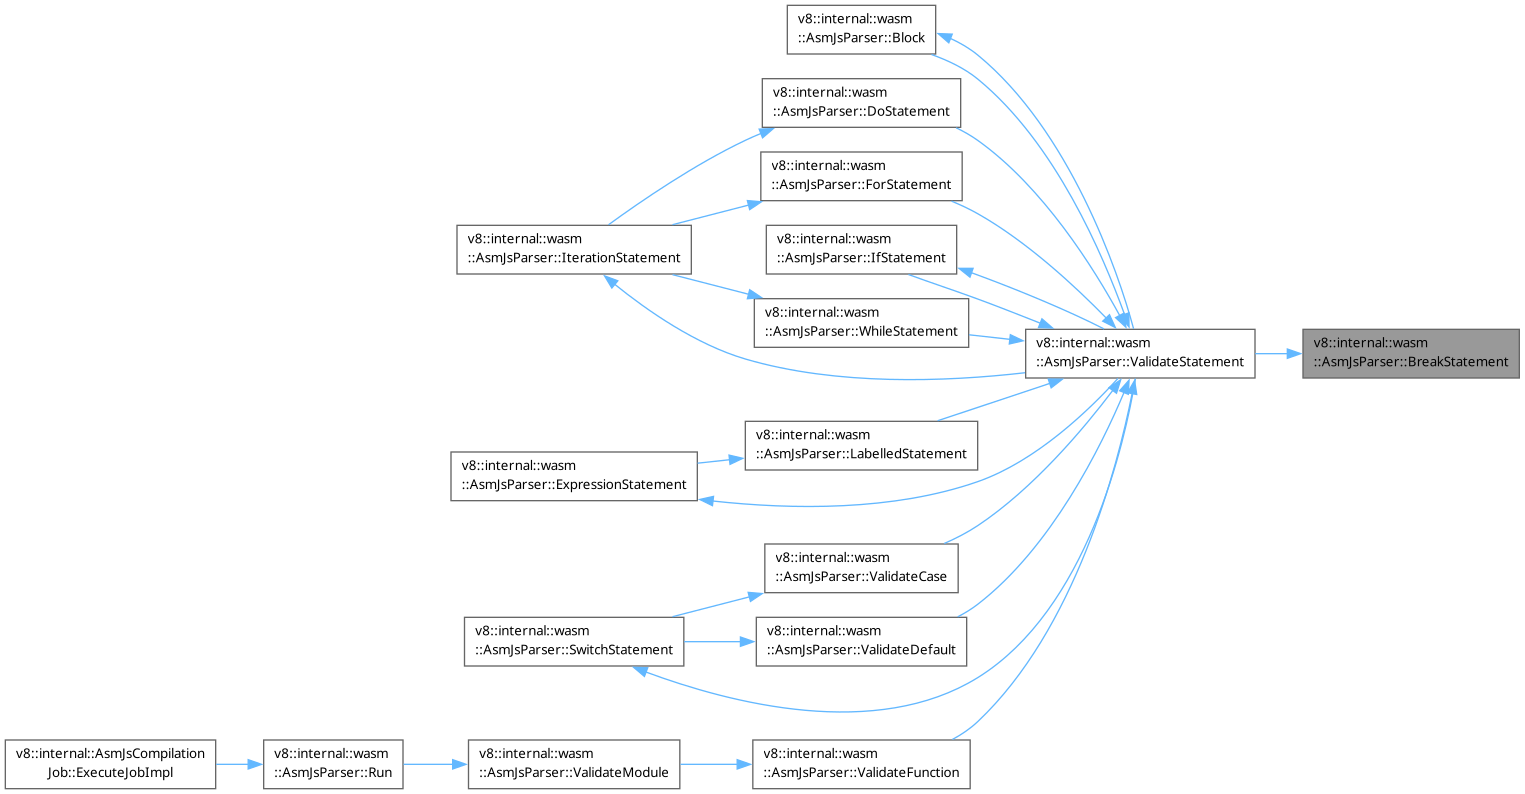 v8::internal::wasm
::AsmJsParser::Block
v8::internal::wasm
::AsmJsParser::DoStatement
v8::internal::wasm
::AsmJsParser::ForStatement
v8::internal::wasm
::AsmJsParser::IterationStatement
v8::internal::wasm
::AsmJsParser::IfStatement
v8::internal::wasm
::AsmJsParser::WhileStatement
v8::internal::wasm
::AsmJsParser::ValidateStatement
v8::internal::wasm
::AsmJsParser::BreakStatement
v8::internal::wasm
::AsmJsParser::LabelledStatement
v8::internal::wasm
::AsmJsParser::ExpressionStatement
v8::internal::wasm
::AsmJsParser::ValidateCase
v8::internal::wasm
::AsmJsParser::SwitchStatement
v8::internal::wasm
::AsmJsParser::ValidateDefault
v8::internal::AsmJsCompilation
Job::ExecuteJobImpl
v8::internal::wasm
::AsmJsParser::Run
v8::internal::wasm
::AsmJsParser::ValidateModule
v8::internal::wasm
::AsmJsParser::ValidateFunction